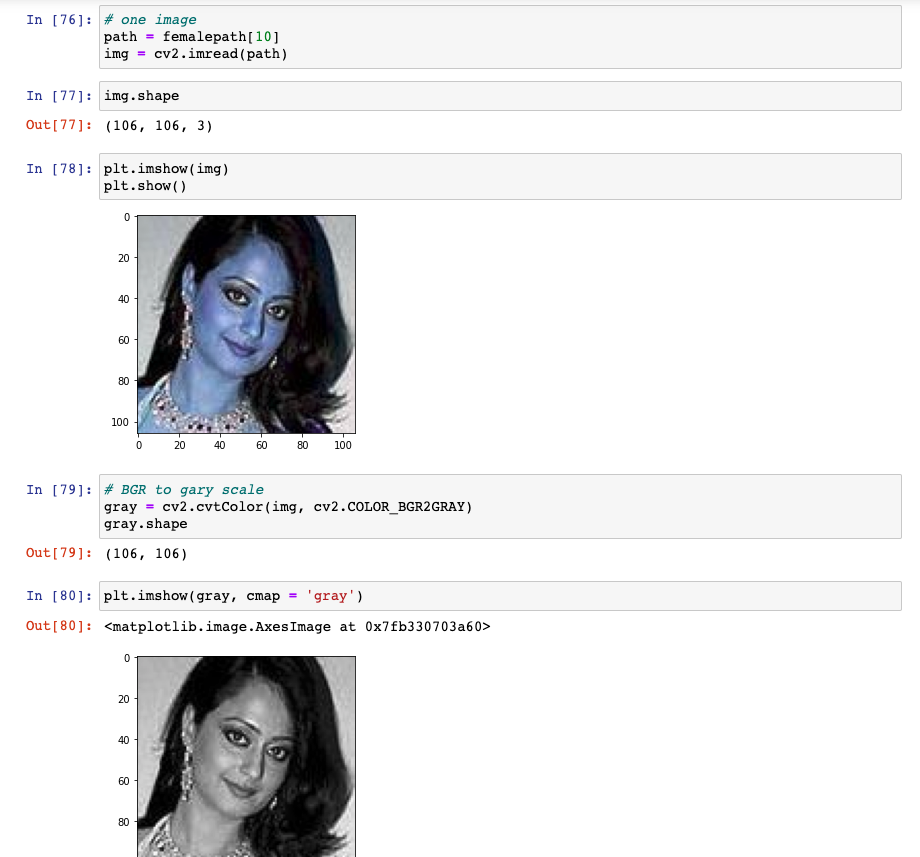 In [76]: # one image
path = femalepath[10]
img = cv2.imread(path)
In [77]: img.shape
Out[77]: (106, 106, 3)
In [78]: plt.imshow(img)
plt.show()
0
20
40
60
80
100
0 20 40 60 80 100
In [79]: # BGR to gary scale
gray = cv2.cvtColor(img, cv2.COLOR_BGR2GRAY)
gray.shape
Out[79]: (106, 106)
In [80]: plt.imshow(gray, cmap = 'gray')
Out[80]: <matplotlib.image.AxesImage at 0x7fb330703a60>
0
20
40
60
80